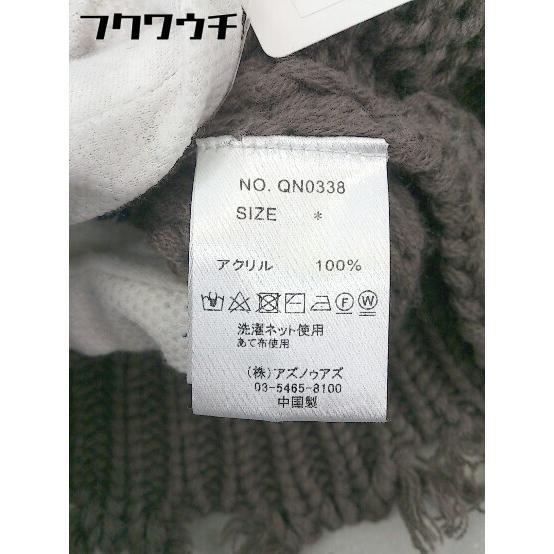 フクワウチ
NO. QN0338
SIZE *
アクリル 100%
洗濯ネット使用
あて布使用
(株)アズノゥアズ
03-5465-8100
中国製